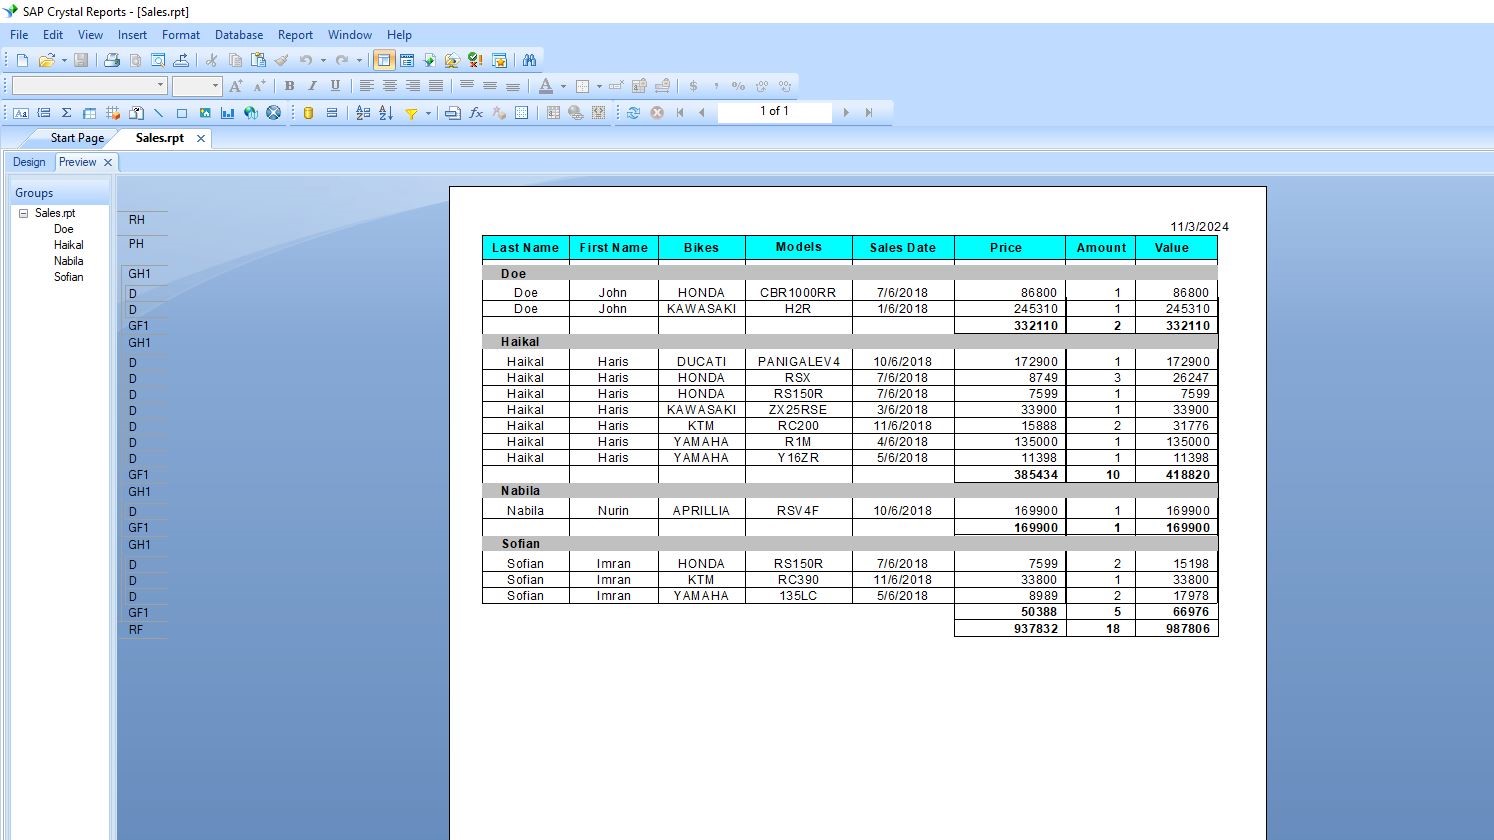 SAP Crystal Reports - [Sales.rpt]
File Edit View Insert Format Database Report Window Help
B I U A $ , %
Aa Σ fx 1 of 1
Start Page Sales.rpt
Design Preview
Groups
Sales.rpt
Doe
Haikal
Nabila
Sofian
RH
11/3/2024
PH Last Name First Name Bikes Models Sales Date Price Amount Value
GH1 Doe
D Doe John HONDA CBR1000RR 7/6/2018 86800 1 86800
D Doe John KAWASAKI H2R 1/6/2018 245310 1 245310
GF1 332110 2 332110
GH1 Haikal
D Haikal Haris DUCATI PANIGALEV4 10/6/2018 172900 1 172900
D Haikal Haris HONDA RSX 7/6/2018 8749 3 26247
D Haikal Haris HONDA RS150R 7/6/2018 7599 1 7599
D Haikal Haris KAWASAKI ZX25RSE 3/6/2018 33900 1 33900
D Haikal Haris KTM RC200 11/6/2018 15888 2 31776
D Haikal Haris YAMAHA R1M 4/6/2018 135000 1 135000
D Haikal Haris YAMAHA Y16ZR 5/6/2018 11398 1 11398
GF1 385434 10 418820
GH1 Nabila
D Nabila Nurin APRILLIA RSV4F 10/6/2018 169900 1 169900
GF1 169900 1 169900
GH1 Sofian
D Sofian Imran HONDA RS150R 7/6/2018 7599 2 15198
D Sofian Imran KTM RC390 11/6/2018 33800 1 33800
D Sofian Imran YAMAHA 135LC 5/6/2018 8989 2 17978
GF1 50388 5 66976
RF 937832 18 987806